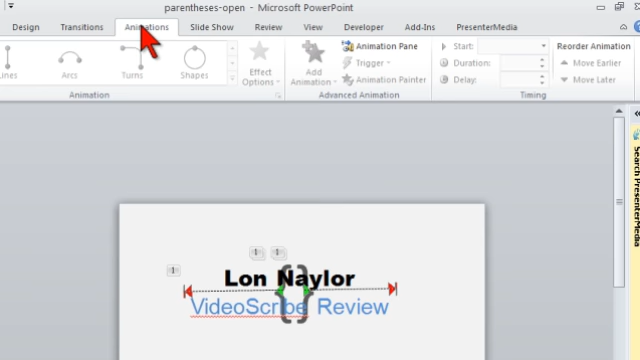 parentheses-open - Microsoft PowerPoint
Design Transitions Animations Slide Show Review View Developer Add-Ins PresenterMedia
Lines Arcs Turns Shapes
Effect Options
Add Animation
Animation Pane
Trigger
Animation Painter
Start:
Duration:
Delay:
Reorder Animation
Move Earlier
Move Later
Animation Advanced Animation Timing
Search PresenterMedia
1 1
1
Lon Naylor
{ }
VideoScribe Review